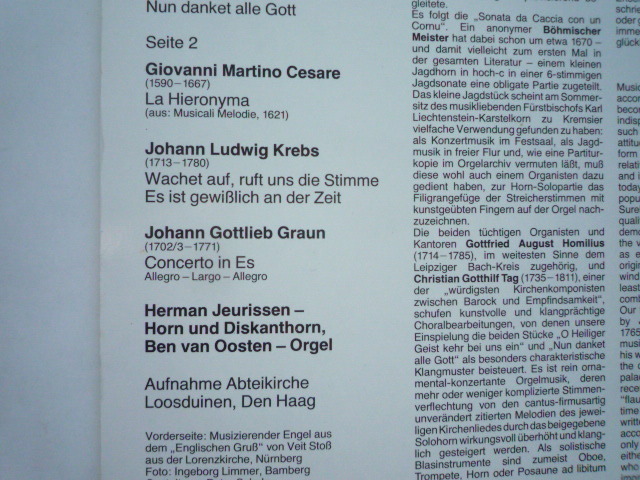 Nun danket alle Gott
Seite 2
Giovanni Martino Cesare
(1590–1667)
La Hieronyma
(aus: Musicali Melodie, 1621)
Johann Ludwig Krebs
(1713–1780)
Wachet auf, ruft uns die Stimme
Es ist gewißlich an der Zeit
Johann Gottlieb Graun
(1702/3–1771)
Concerto in Es
Allegro – Largo – Allegro
Herman Jeurissen –
Horn und Diskanthorn,
Ben van Oosten – Orgel
Aufnahme Abteikirche
Loosduinen, Den Haag
Vorderseite: Musizierender Engel aus
dem „Englischen Gruß" von Veit Stoß
aus der Lorenzkirche, Nürnberg
Foto: Ingeborg Limmer, Bamberg
gleitete.
Es folgt die „Sonata da Caccia con un
Cornu". Ein anonymer Böhmischer
Meister hat dabei schon um etwa 1670 –
und damit vielleicht zum ersten Mal in
der gesamten Literatur – einem kleinen
Jagdhorn in hoch-c in einer 6-stimmigen
Jagdsonate eine obligate Partie zugeteilt.
Das kleine Jagdstück scheint am Sommer-
sitz des musikliebenden Fürstbischofs Karl
Liechtenstein-Karstelkorn zu Kremsier
vielfache Verwendung gefunden zu haben:
als Konzertmusik im Festsaal, als Jagd-
musik in freier Flur und, wie eine Partitur-
kopie im Orgelarchiv vermuten läßt, muß
diese wohl auch einem Organisten dazu
gedient haben, zur Horn-Solopartie das
Filigrangefüge der Streicherstimmen mit
kunstgeübten Fingern auf der Orgel nach-
zuzeichnen.
Die beiden tüchtigen Organisten und
Kantoren Gottfried August Homilius
(1714–1785), im weitesten Sinne dem
Leipziger Bach-Kreis zugehörig, und
Christian Gotthilf Tag (1735–1811), einer
der „würdigsten Kirchenkomponisten
zwischen Barock und Empfindsamkeit",
schufen kunstvolle und klangprächtige
Choralbearbeitungen, von denen unsere
Einspielung die beiden Stücke „O Heiliger
Geist kehr bei uns ein" und „Nun danket
alle Gott" als besonders charakteristische
Klangmuster beisteuert. Es ist rein orna-
mental-konzertante Orgelmusik, deren
mehr oder weniger komplizierte Stimmen-
verflechtung von den cantus-firmusartig
unverändert zitierten Melodien des jewei-
ligen Kirchenliedes durch das beigegebene
Solohorn wirkungsvoll überhöht und klang-
lich gesteigert werden. Als solistische
Blasinstrumente sind zumeist Oboe,
Trompete, Horn oder Posaune ad libitum